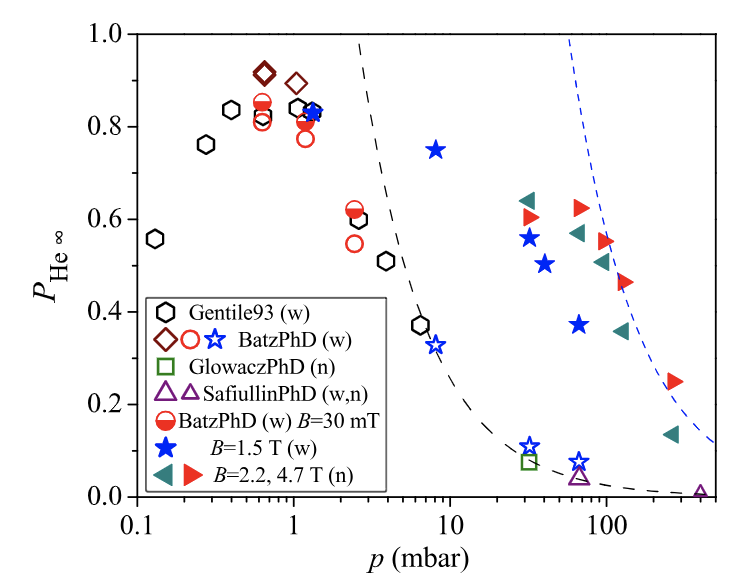 1.0
0.8
0.6
0.4
0.2
0.0
P He ∞
Gentile93 (w)
BatzPhD (w)
GlowaczPhD (n)
SafiullinPhD (w,n)
BatzPhD (w) B=30 mT
B=1.5 T (w)
B=2.2, 4.7 T (n)
0.1 1 10 100
p (mbar)